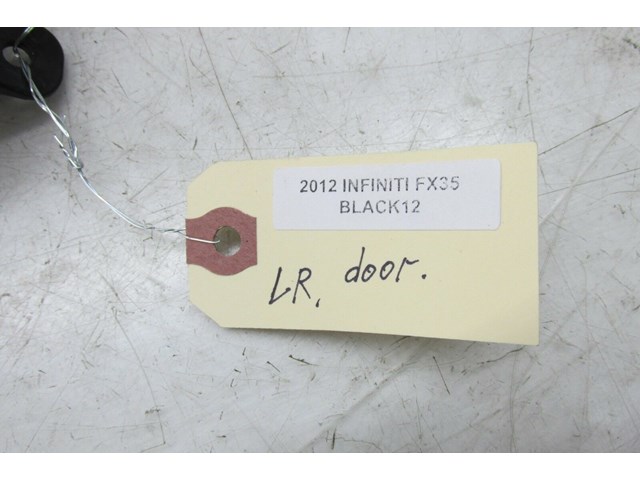 2012 INFINITI FX35
BLACK12
LR, door.